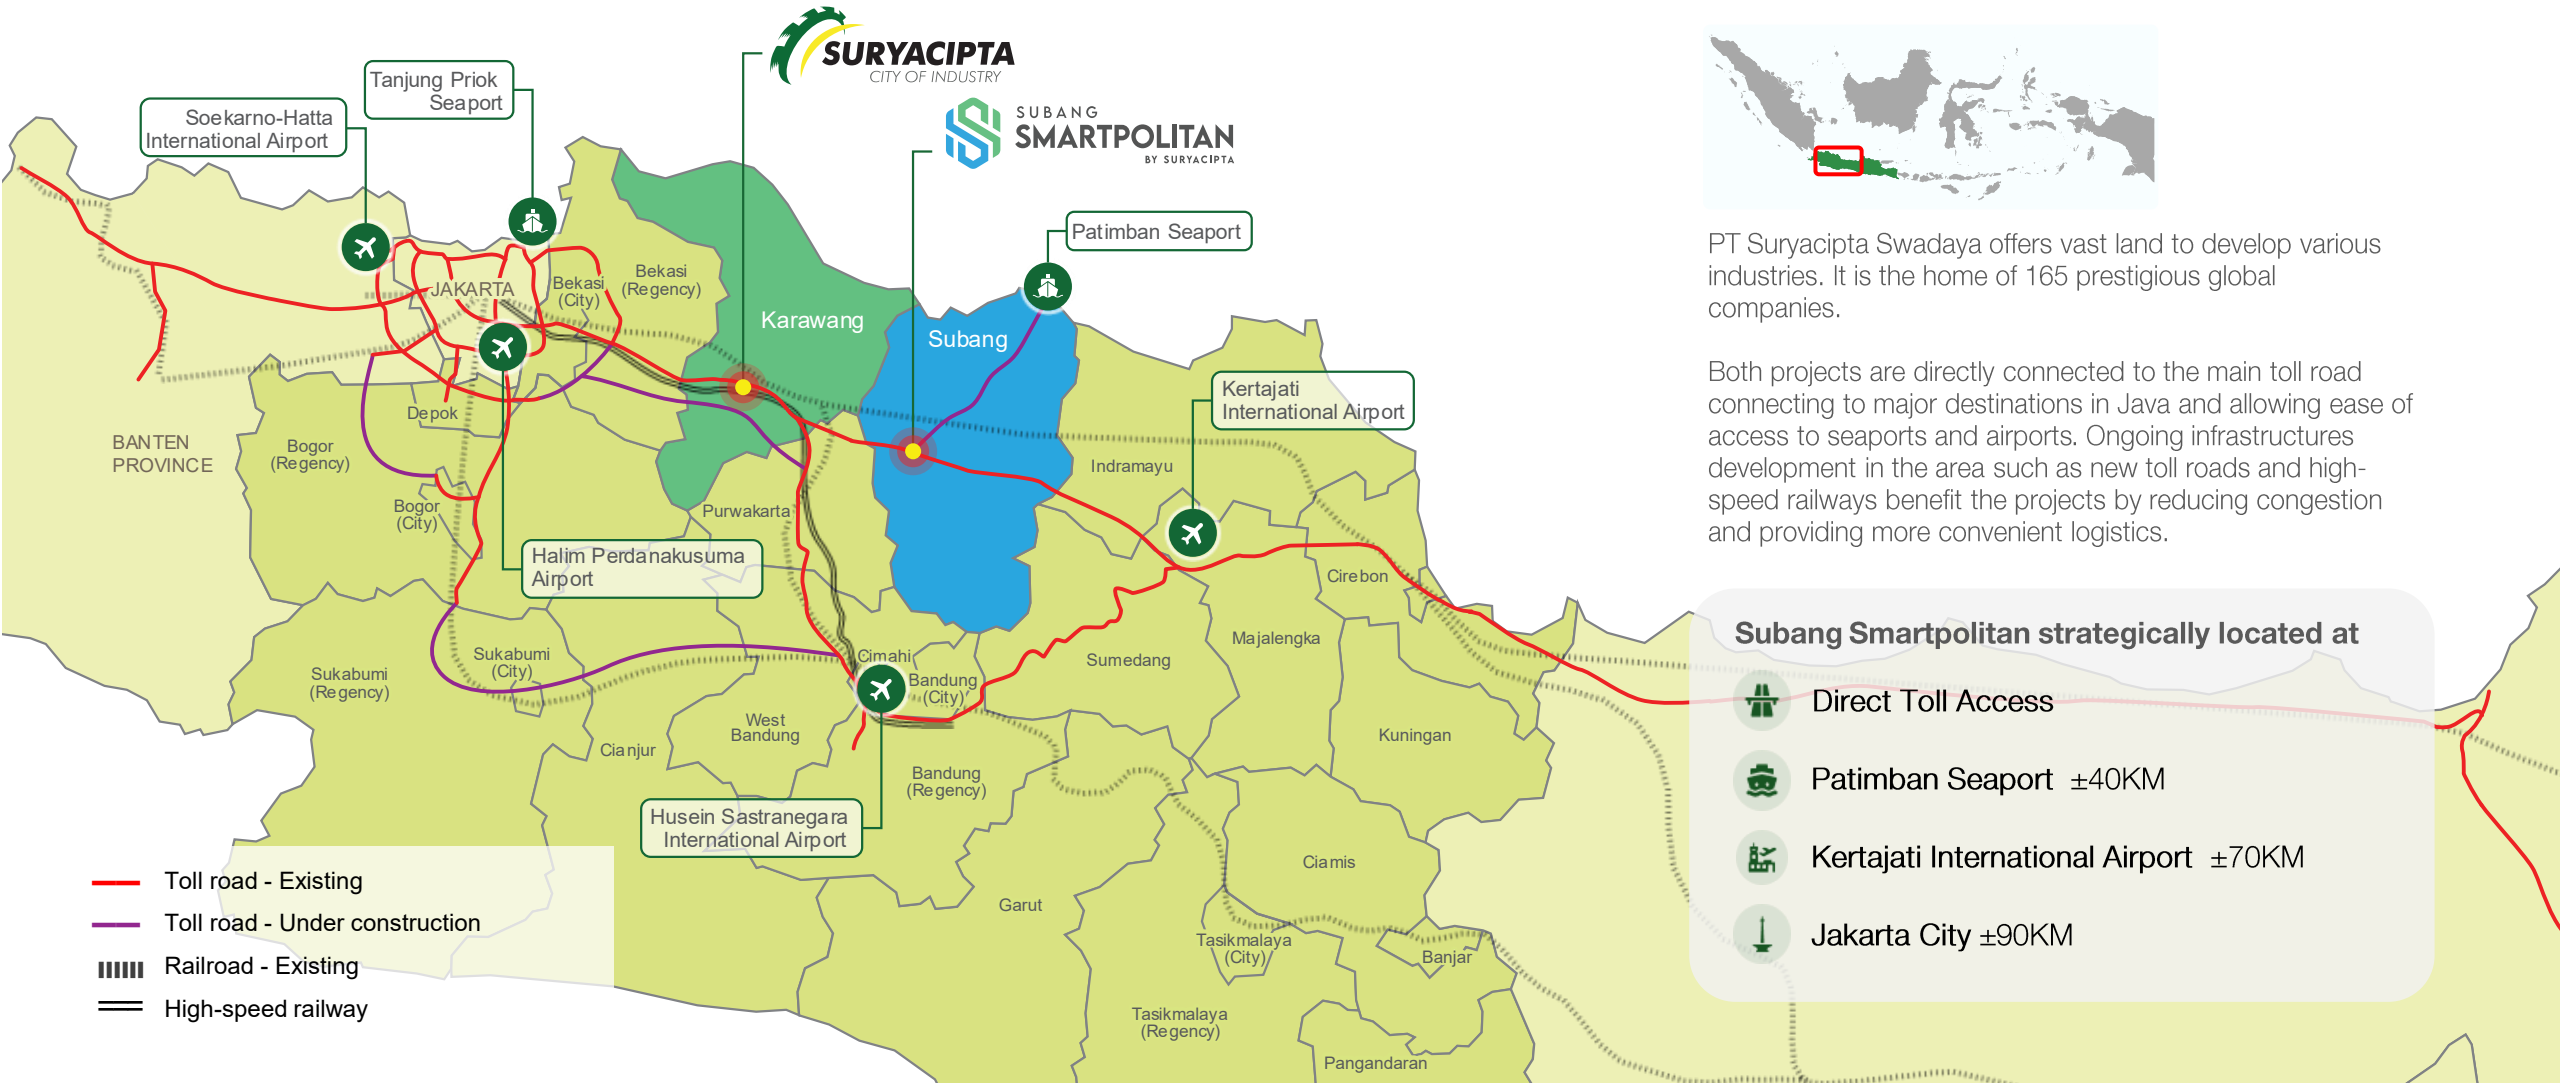 SURYACIPTA
CITY OF INDUSTRY
SUBANG
SMARTPOLITAN
BY SURYACIPTA
Tanjung Priok
Seaport
Soekarno-Hatta
International Airport
Patimban Seaport
JAKARTA
Bekasi
(City)
Bekasi
(Regency)
Karawang
Subang
Kertajati
International Airport
Depok
BANTEN
PROVINCE
Bogor
(Regency)
Bogor
(City)
Purwakarta
Indramayu
Halim Perdanakusuma
Airport
Cirebon
Sukabumi
(Regency)
Sukabumi
(City)
Cimahi
Bandung
(City)
Sumedang
Majalengka
Cianjur
West
Bandung
Bandung
(Regency)
Kuningan
Husein Sastranegara
International Airport
Garut
Ciamis
Tasikmalaya
(City)
Banjar
Tasikmalaya
(Regency)
Pangandaran
Toll road - Existing
Toll road - Under construction
Railroad - Existing
High-speed railway
PT Suryacipta Swadaya offers vast land to develop various
industries. It is the home of 165 prestigious global
companies.
Both projects are directly connected to the main toll road
connecting to major destinations in Java and allowing ease of
access to seaports and airports. Ongoing infrastructures
development in the area such as new toll roads and high-
speed railways benefit the projects by reducing congestion
and providing more convenient logistics.
Subang Smartpolitan strategically located at
Direct Toll Access
Patimban Seaport ±40KM
Kertajati International Airport ±70KM
Jakarta City ±90KM